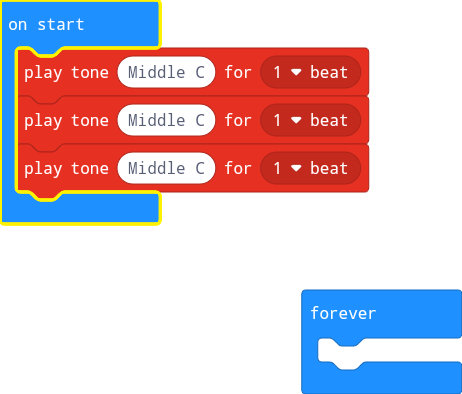 on start
play tone Middle C for 1 beat
play tone Middle C for 1 beat
play tone Middle C for 1 beat
forever